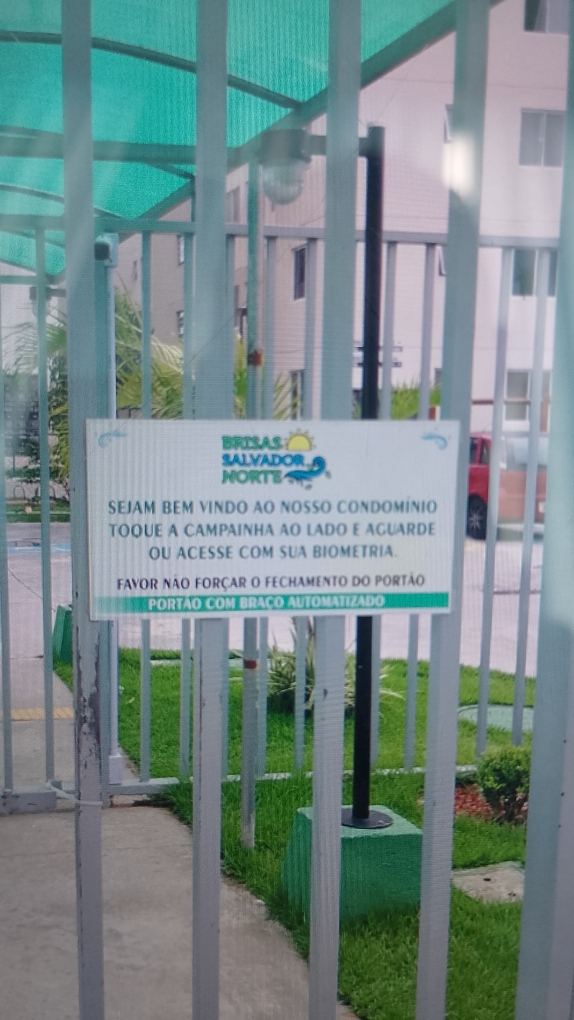 BRISAS
SALVADOR
NORTE
SEJAM BEM VINDO AO NOSSO CONDOMÍNIO
TOQUE A CAMPAINHA AO LADO E AGUARDE
OU ACESSE COM SUA BIOMETRIA.
FAVOR NÃO FORÇAR O FECHAMENTO DO PORTÃO
PORTÃO COM BRAÇO AUTOMATIZADO